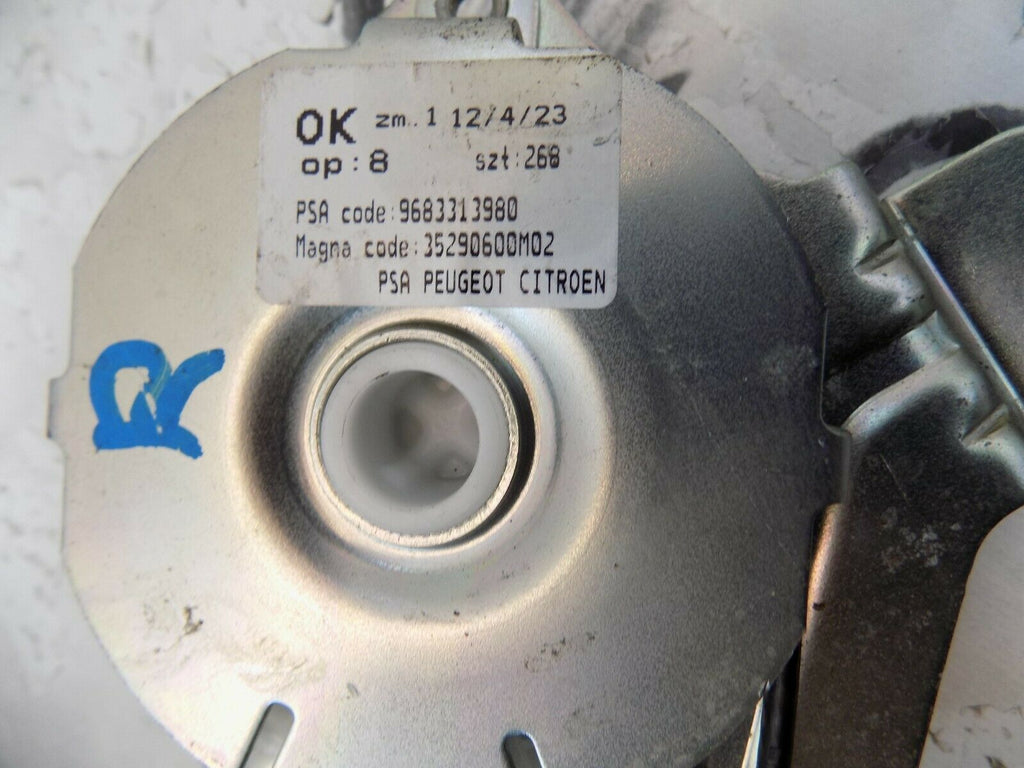 OK zm..1 12/4/23
op:8 szt:268
PSA code:9683313980
Magna code:35290600M02
PSA PEUGEOT CITROEN
R